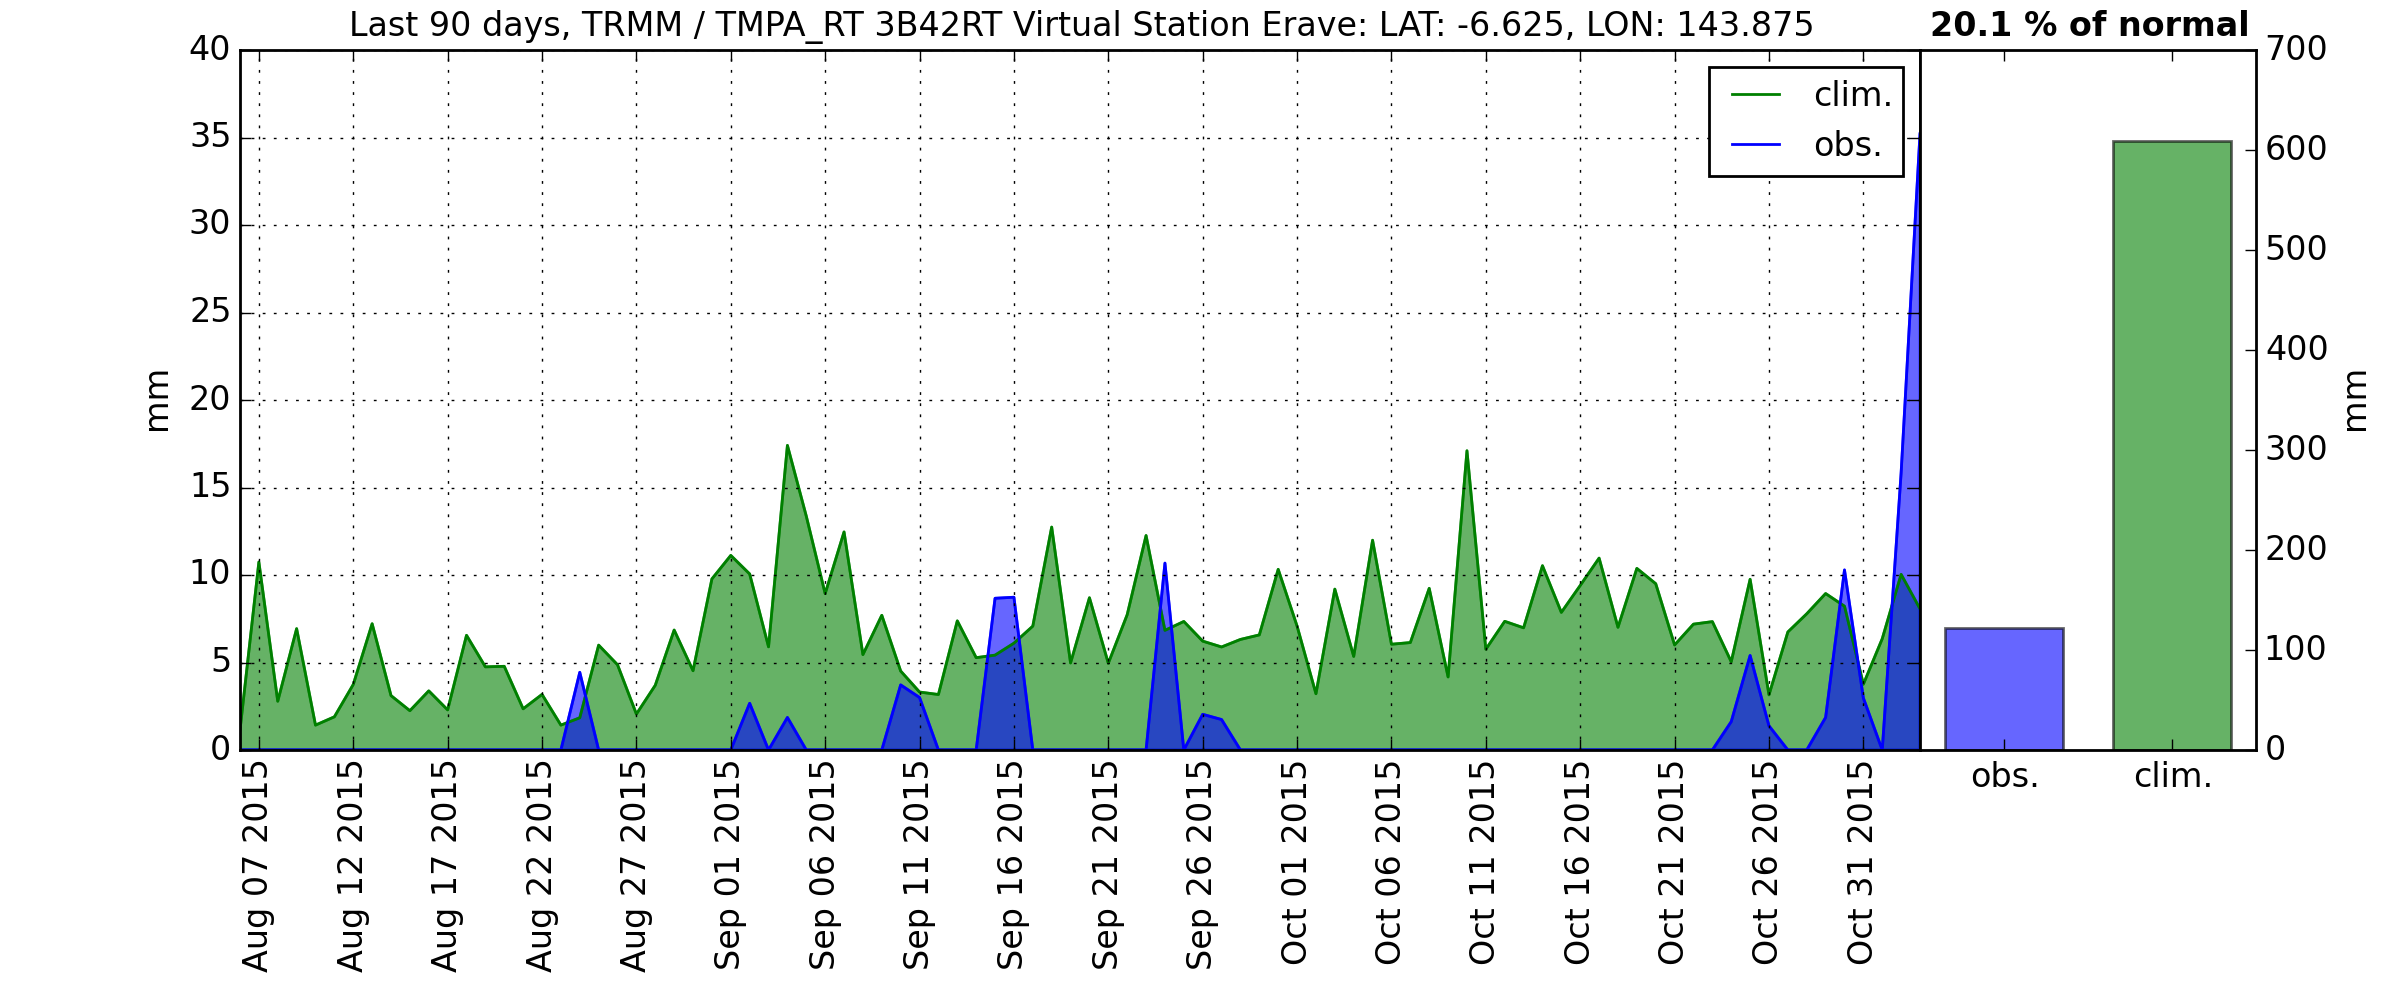 Last 90 days, TRMM / TMPA_RT 3B42RT Virtual Station Erave: LAT: -6.625, LON: 143.875
20.1 % of normal
40
35
30
25
20
15
10
5
0
mm
clim.
obs.
700
600
500
400
300
200
100
0
mm
obs.
clim.
Aug 07 2015
Aug 12 2015
Aug 17 2015
Aug 22 2015
Aug 27 2015
Sep 01 2015
Sep 06 2015
Sep 11 2015
Sep 16 2015
Sep 21 2015
Sep 26 2015
Oct 01 2015
Oct 06 2015
Oct 11 2015
Oct 16 2015
Oct 21 2015
Oct 26 2015
Oct 31 2015